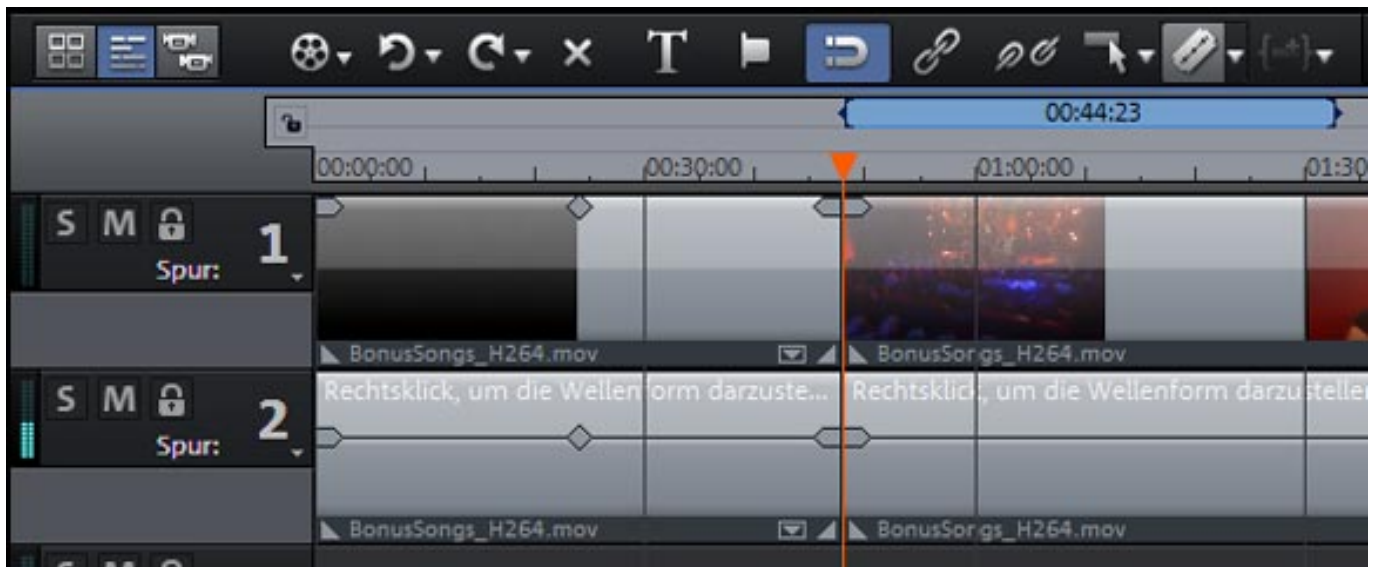 T
00:44:23
00:00:00 00:30:00 01:00:00 01:30
S M 1
Spur:
BonusSongs_H264.mov BonusSongs_H264.mov
Rechtsklick, um die Wellenform darzuste... Rechtsklick, um die Wellenform darzustellen
S M 2
Spur:
BonusSongs_H264.mov BonusSongs_H264.mov
S M